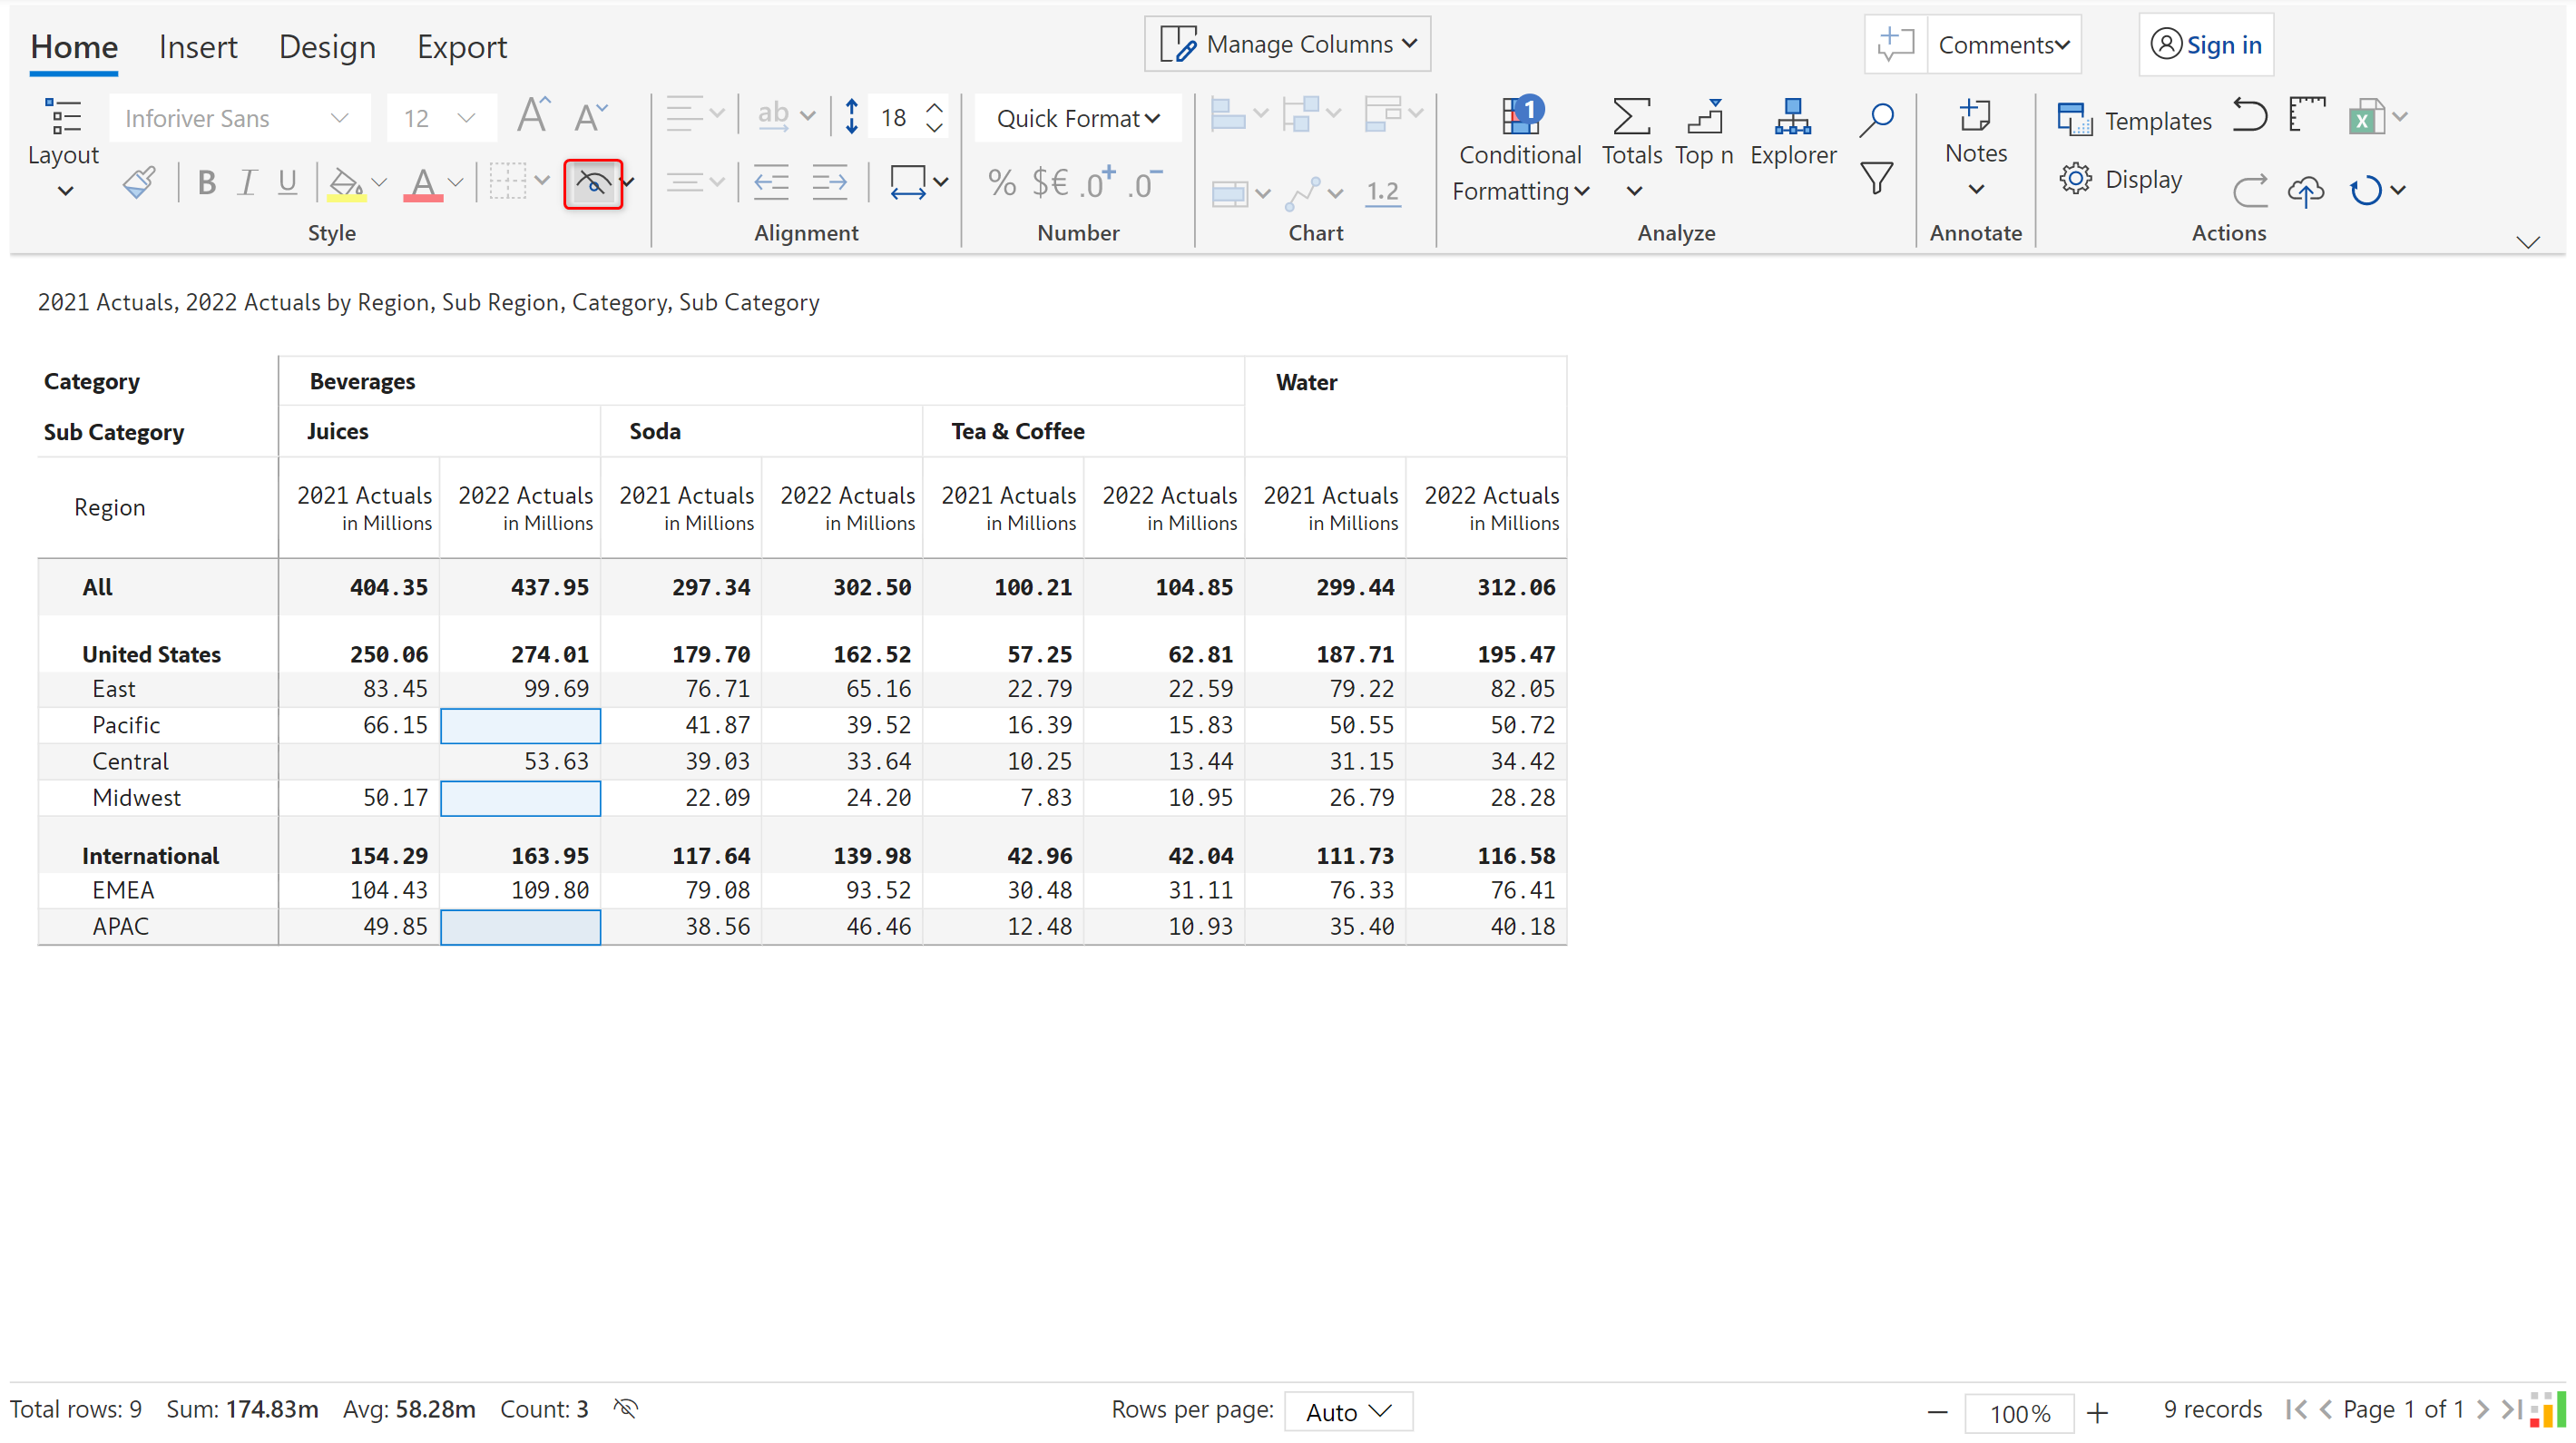 Home Insert Design Export Manage Columns Comments Sign in
Layout Inforiver Sans 12 A A ab 18 Quick Format 1 Conditional Formatting Totals Top n Explorer Notes Templates X
B I U A % $€ .0+ .0- 1.2 Display
Style Alignment Number Chart Analyze Annotate Actions
2021 Actuals, 2022 Actuals by Region, Sub Region, Category, Sub Category
Category Beverages Water
Sub Category Juices Soda Tea & Coffee
Region 2021 Actuals 2022 Actuals 2021 Actuals 2022 Actuals 2021 Actuals 2022 Actuals 2021 Actuals 2022 Actuals
in Millions in Millions in Millions in Millions in Millions in Millions in Millions in Millions
All 404.35 437.95 297.34 302.50 100.21 104.85 299.44 312.06
United States 250.06 274.01 179.70 162.52 57.25 62.81 187.71 195.47
East 83.45 99.69 76.71 65.16 22.79 22.59 79.22 82.05
Pacific 66.15 41.87 39.52 16.39 15.83 50.55 50.72
Central 53.63 39.03 33.64 10.25 13.44 31.15 34.42
Midwest 50.17 22.09 24.20 7.83 10.95 26.79 28.28
International 154.29 163.95 117.64 139.98 42.96 42.04 111.73 116.58
EMEA 104.43 109.80 79.08 93.52 30.48 31.11 76.33 76.41
APAC 49.85 38.56 46.46 12.48 10.93 35.40 40.18
Total rows: 9 Sum: 174.83m Avg: 58.28m Count: 3 Rows per page: Auto 100% 9 records Page 1 of 1